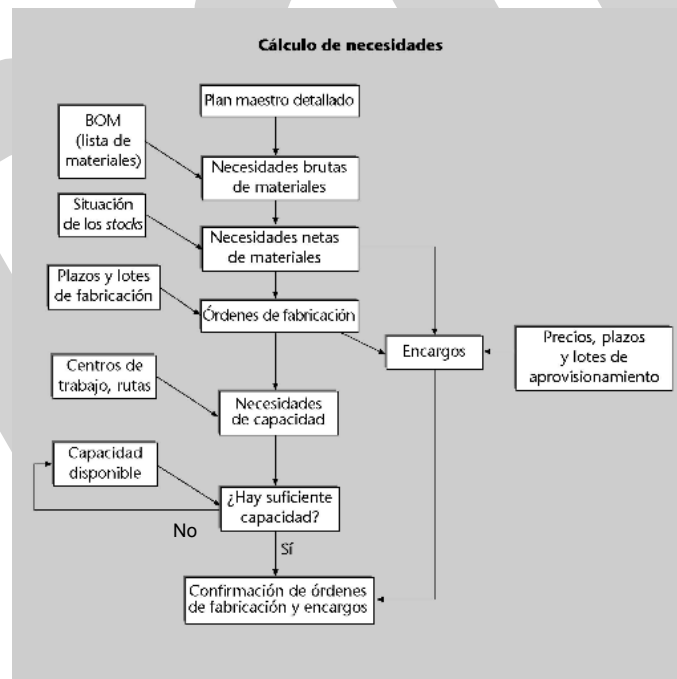 Cálculo de necesidades
Plan maestro detallado
BOM
(lista de
materiales)
Necesidades brutas
de materiales
Situación
de los stocks
Necesidades netas
de materiales
Plazos y lotes
de fabricación
Órdenes de fabricación
Encargos
Precios, plazos
y lotes de
aprovisionamiento
Centros de
trabajo, rutas
Necesidades
de capacidad
Capacidad
disponible
¿Hay suficiente
capacidad?
No
Sí
Confirmación de órdenes
de fabricación y encargos